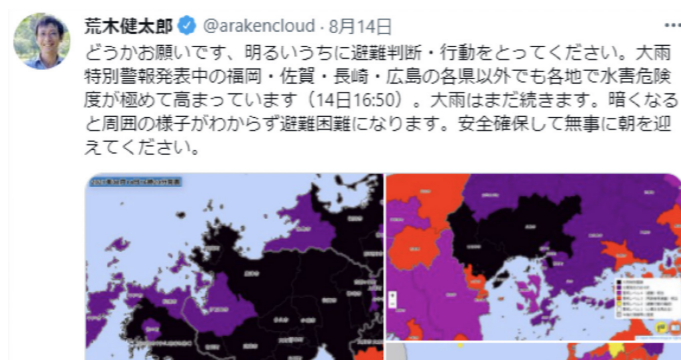 荒木健太郎 @arakencloud · 8月14日
どうかお願いです、明るいうちに避難判断・行動をとってください。大雨
特別警報発表中の福岡・佐賀・長崎・広島の各県以外でも各地で水害危険
度が極めて高まっています（14日16:50）。大雨はまだ続きます。暗くなる
と周囲の様子がわからず避難困難になります。安全確保して無事に朝を迎
えてください。